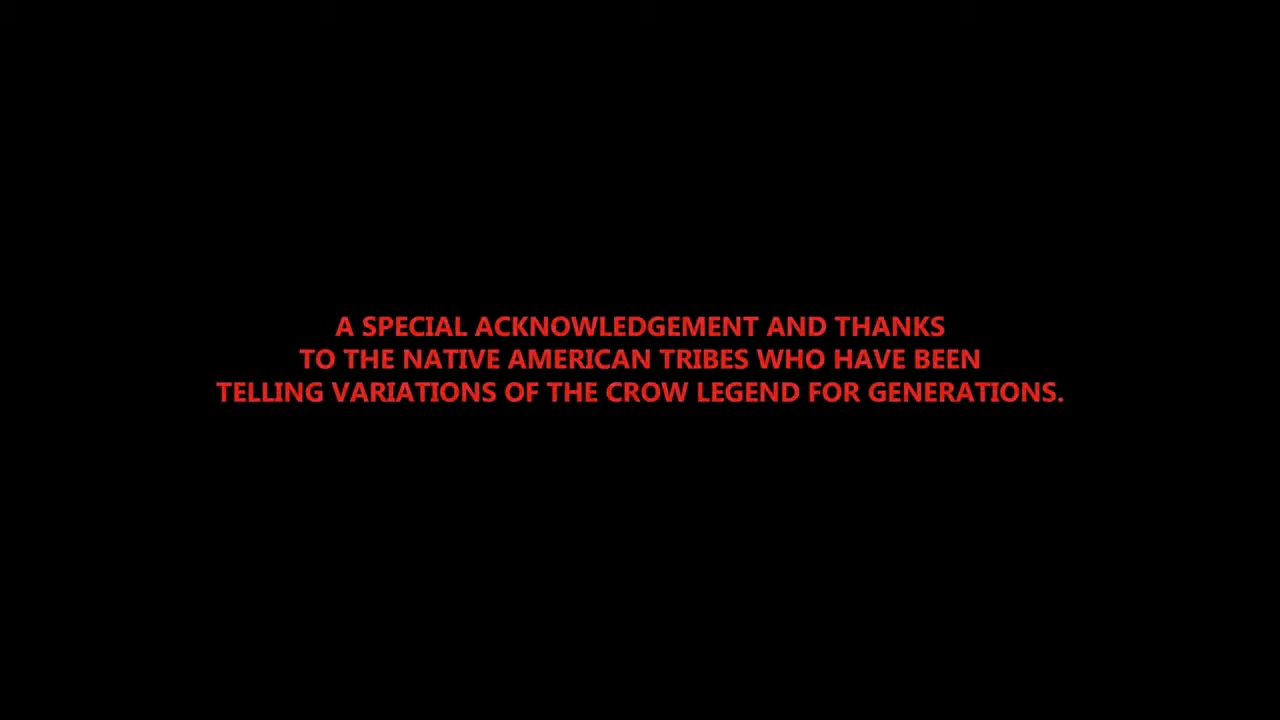 A SPECIAL ACKNOWLEDGEMENT AND THANKS
TO THE NATIVE AMERICAN TRIBES WHO HAVE BEEN
TELLING VARIATIONS OF THE CROW LEGEND FOR GENERATIONS.